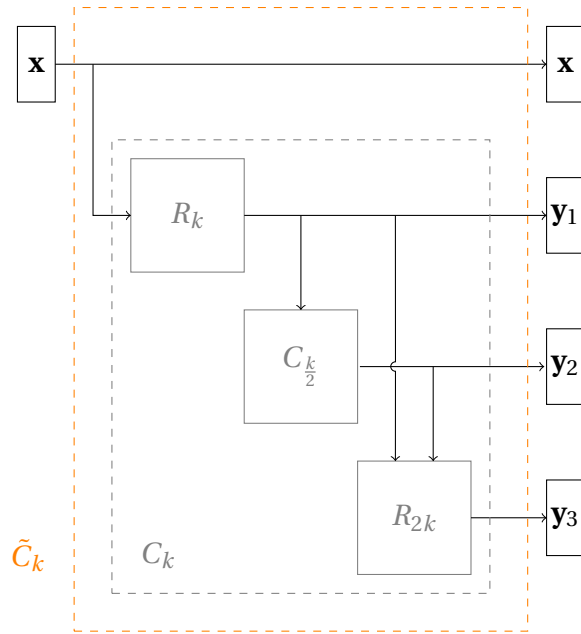 x x
R_k y_1
C_{k/2} y_2
R_{2k} y_3
C̃_k C_k